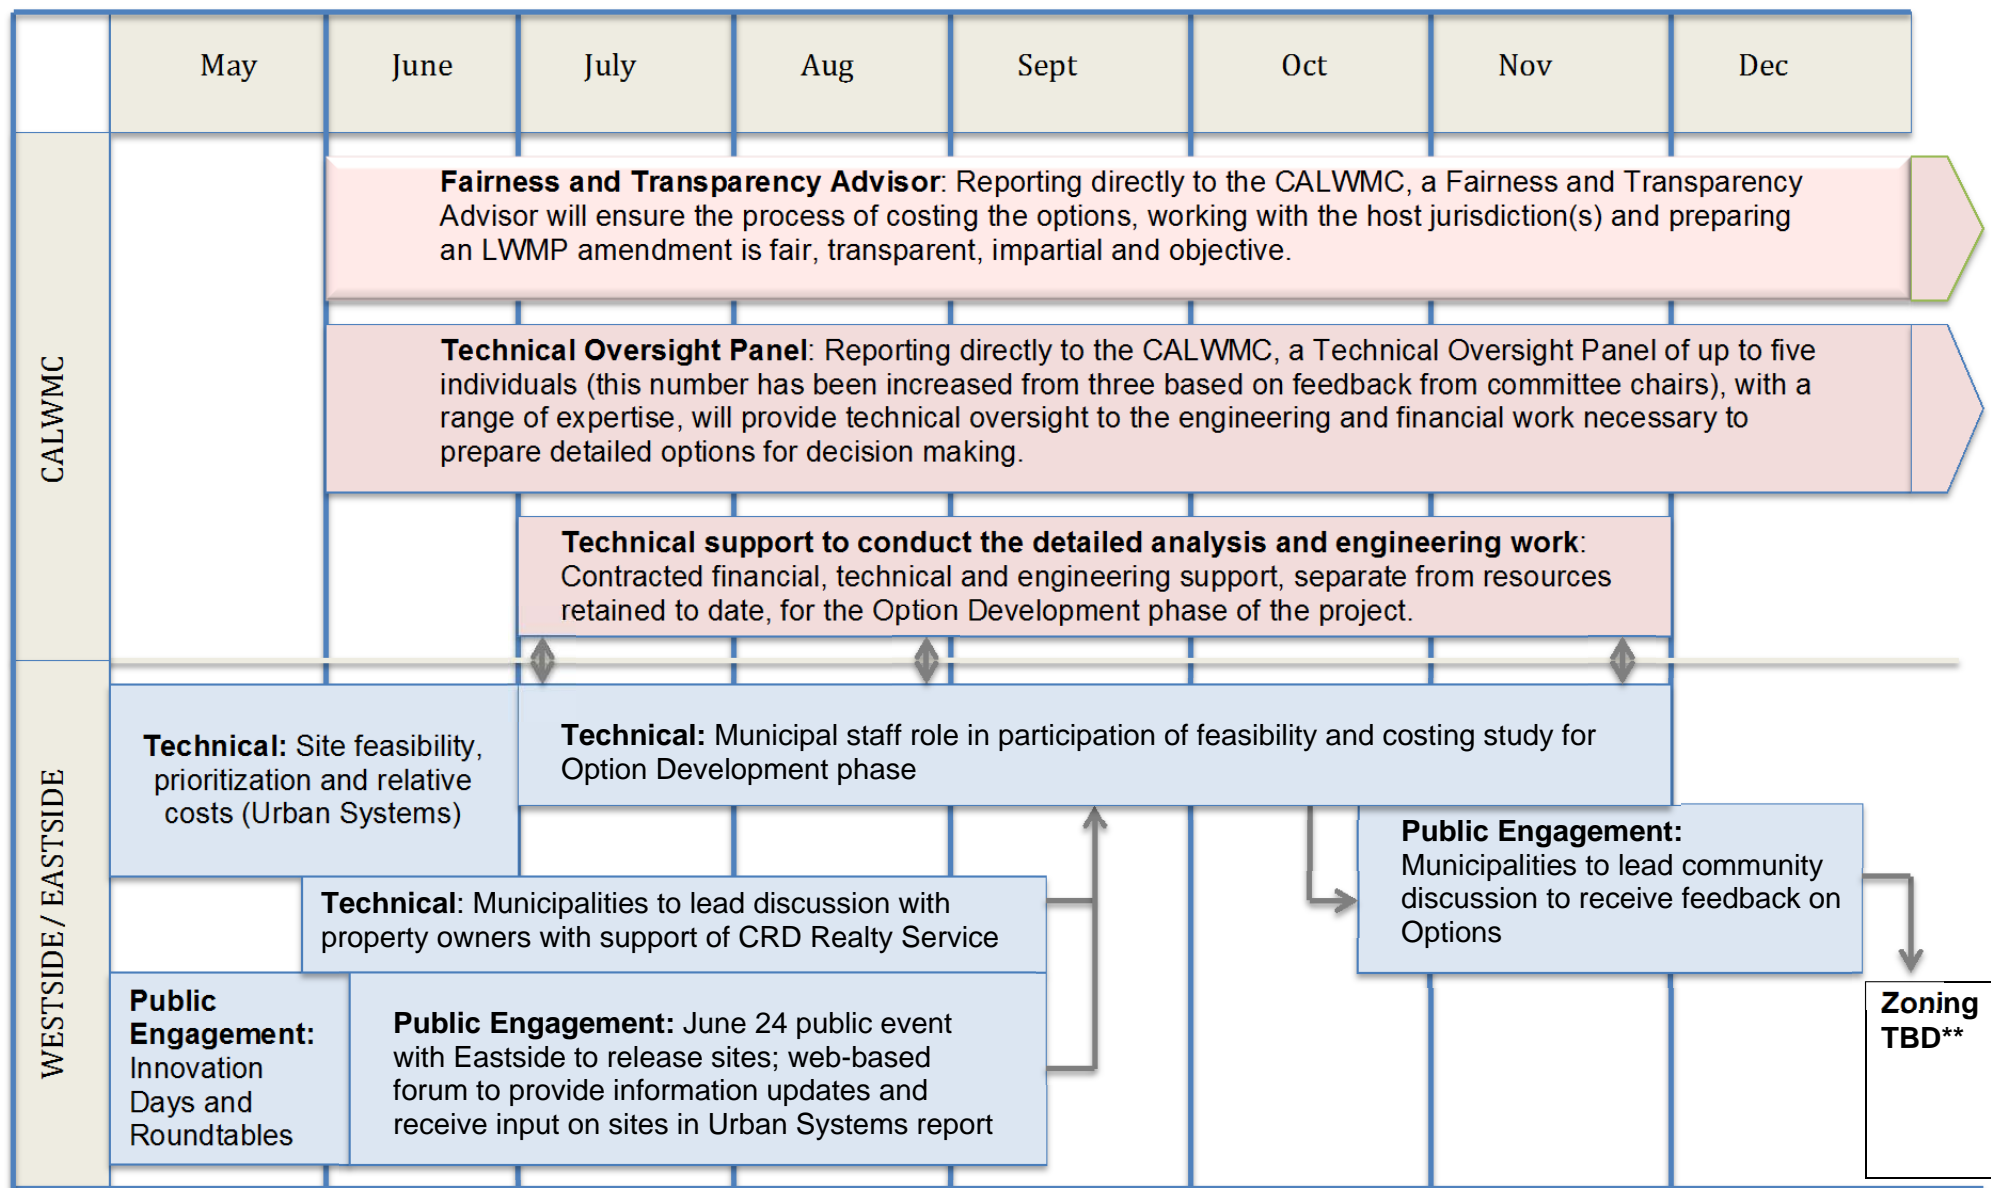 May June July Aug Sept Oct Nov Dec
CALWMC
Fairness and Transparency Advisor: Reporting directly to the CALWMC, a Fairness and Transparency
Advisor will ensure the process of costing the options, working with the host jurisdiction(s) and preparing
an LWMP amendment is fair, transparent, impartial and objective.
Technical Oversight Panel: Reporting directly to the CALWMC, a Technical Oversight Panel of up to five
individuals (this number has been increased from three based on feedback from committee chairs), with a
range of expertise, will provide technical oversight to the engineering and financial work necessary to
prepare detailed options for decision making.
Technical support to conduct the detailed analysis and engineering work:
Contracted financial, technical and engineering support, separate from resources
retained to date, for the Option Development phase of the project.
WESTSIDE/ EASTSIDE
Technical: Site feasibility,
prioritization and relative
costs (Urban Systems)
Technical: Municipal staff role in participation of feasibility and costing study for
Option Development phase
Technical: Municipalities to lead discussion with
property owners with support of CRD Realty Service
Public Engagement:
Municipalities to lead community
discussion to receive feedback on
Options
Public
Engagement:
Innovation
Days and
Roundtables
Public Engagement: June 24 public event
with Eastside to release sites; web-based
forum to provide information updates and
receive input on sites in Urban Systems report
Zoning
TBD**